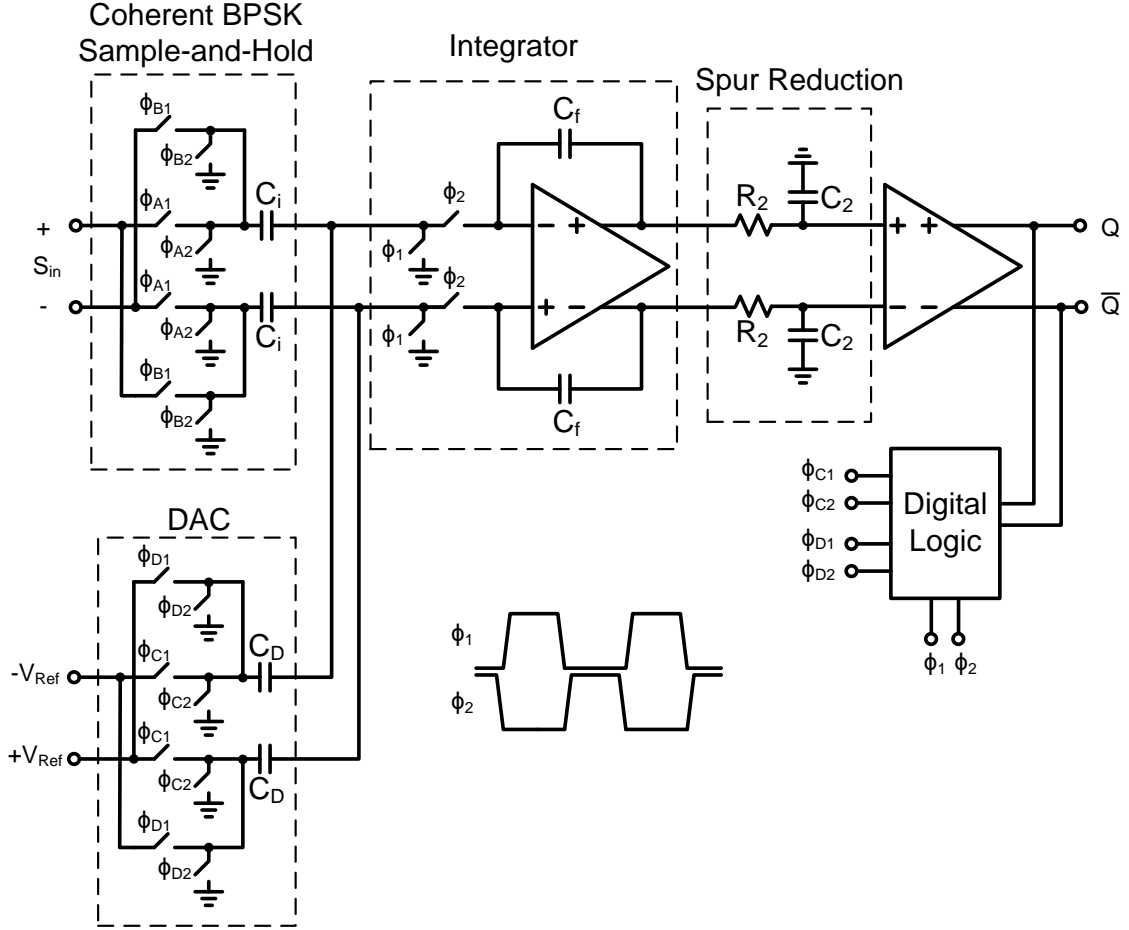 Coherent BPSK
Sample-and-Hold
Integrator
Spur Reduction
ϕB1
ϕB2
ϕA1
ϕA2
Ci
+
Sin
-
ϕA1
ϕA2
Ci
ϕB1
ϕB2
Cf
ϕ2
ϕ1
- +
ϕ2
ϕ1
+ -
Cf
R2
C2
R2
C2
+ +
- -
Q
Q̅
ϕC1
ϕC2
ϕD1
ϕD2
Digital
Logic
ϕ1 ϕ2
DAC
ϕD1
ϕD2
ϕC1
CD
-VRef
ϕC2
ϕC1
+VRef
ϕC2
CD
ϕD1
ϕD2
ϕ1
ϕ2